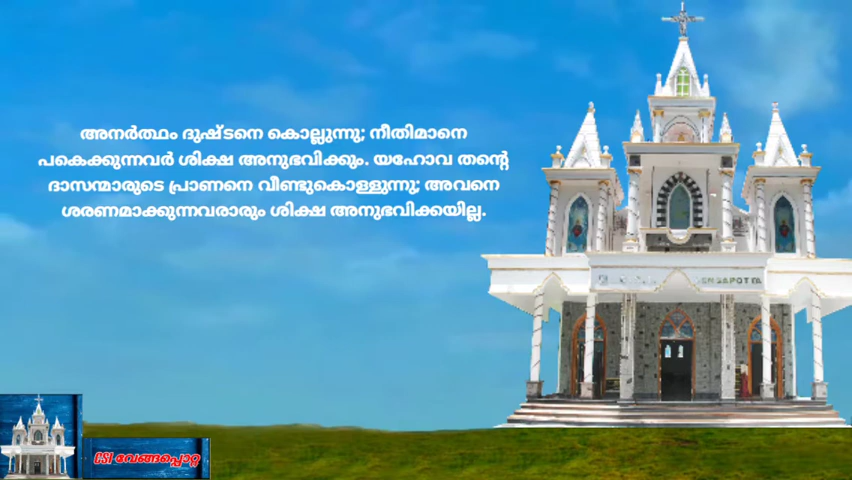 അനർത്ഥം ദുഷ്ടനെ കൊല്ലുന്നു; നീതിമാനെ
പകെക്കുന്നവർ ശിക്ഷ അനുഭവിക്കും. യഹോവ തന്റെ
ദാസന്മാരുടെ പ്രാണനെ വീണ്ടുകൊള്ളുന്നു; അവനെ
ശരണമാക്കുന്നവരാരും ശിക്ഷ അനുഭവിക്കയില്ല.
CSI വേങ്ങപ്പൊറ്റ